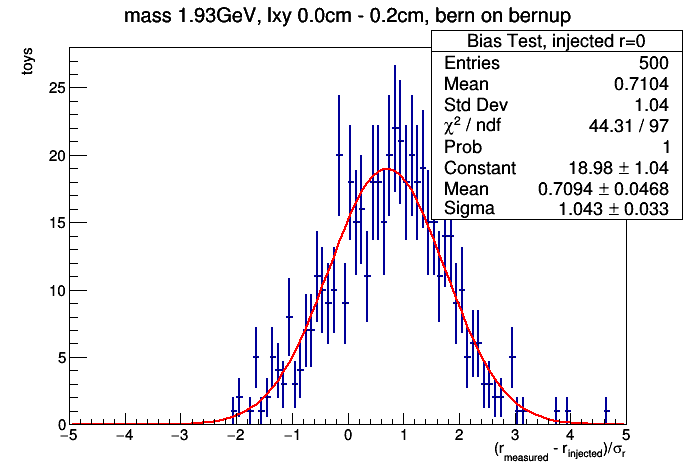 mass 1.93GeV, lxy 0.0cm - 0.2cm, bern on bernup
toys
Bias Test, injected r=0
Entries 500
Mean 0.7104
Std Dev 1.04
χ² / ndf 44.31 / 97
Prob 1
Constant 18.98 ± 1.04
Mean 0.7094 ± 0.0468
Sigma 1.043 ± 0.033
25
20
15
10
5
0
−5 −4 −3 −2 −1 0 1 2 3 4 5
(r_measured - r_injected)/σ_r